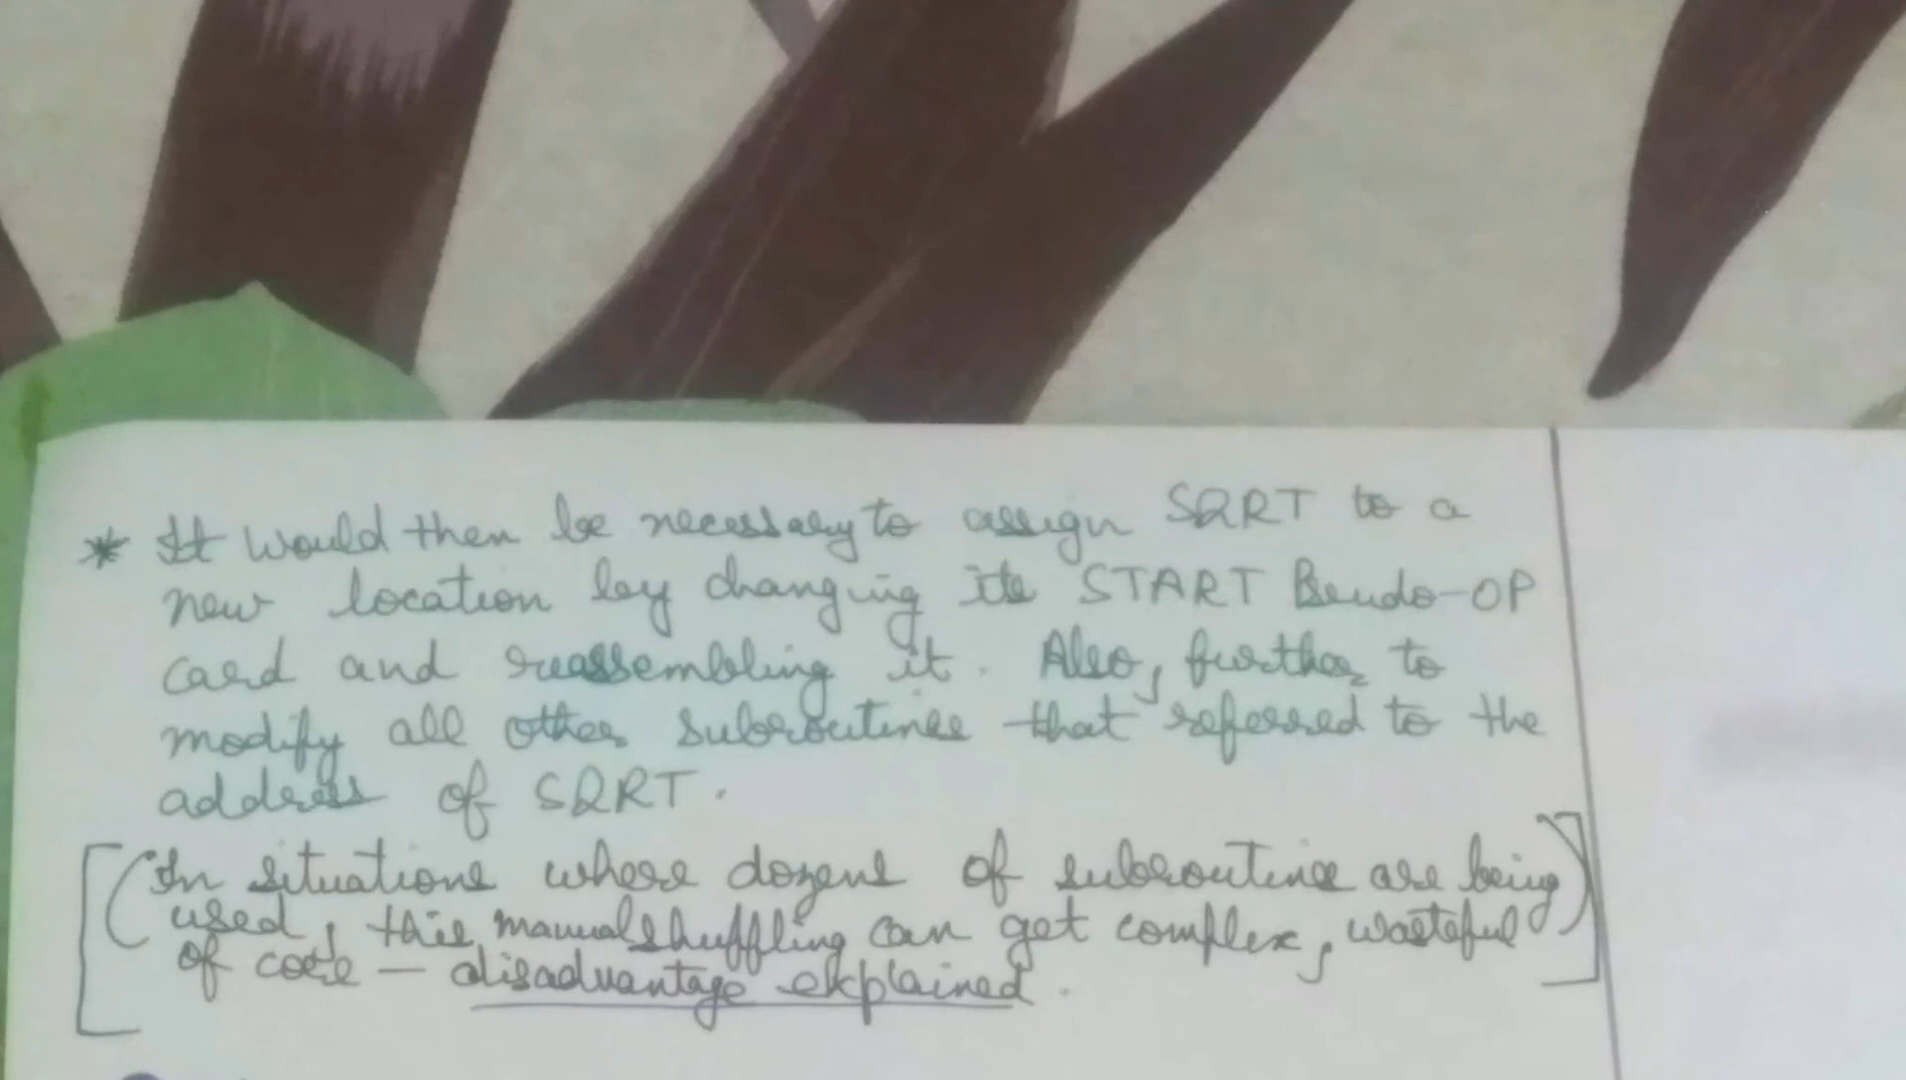 * It would then be necessary to assign SQRT to a
new location by changing its START Pseudo-OP
card and reassembling it. Also, further to
modify all other subroutines that referred to the
address of SQRT.
[(In situations where dozens of subroutines are being
used, this manual shuffling can get complex, wasteful)
of core — disadvantage explained.]